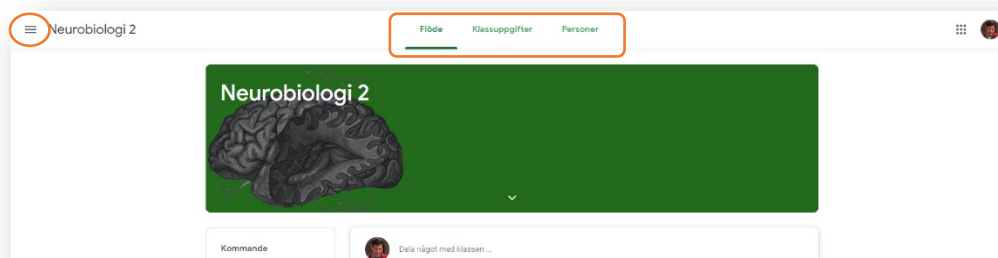 Neurobiologi 2
Flöde Klassuppgifter Personer
Neurobiologi 2
Kommande
Dela något med klassen ...